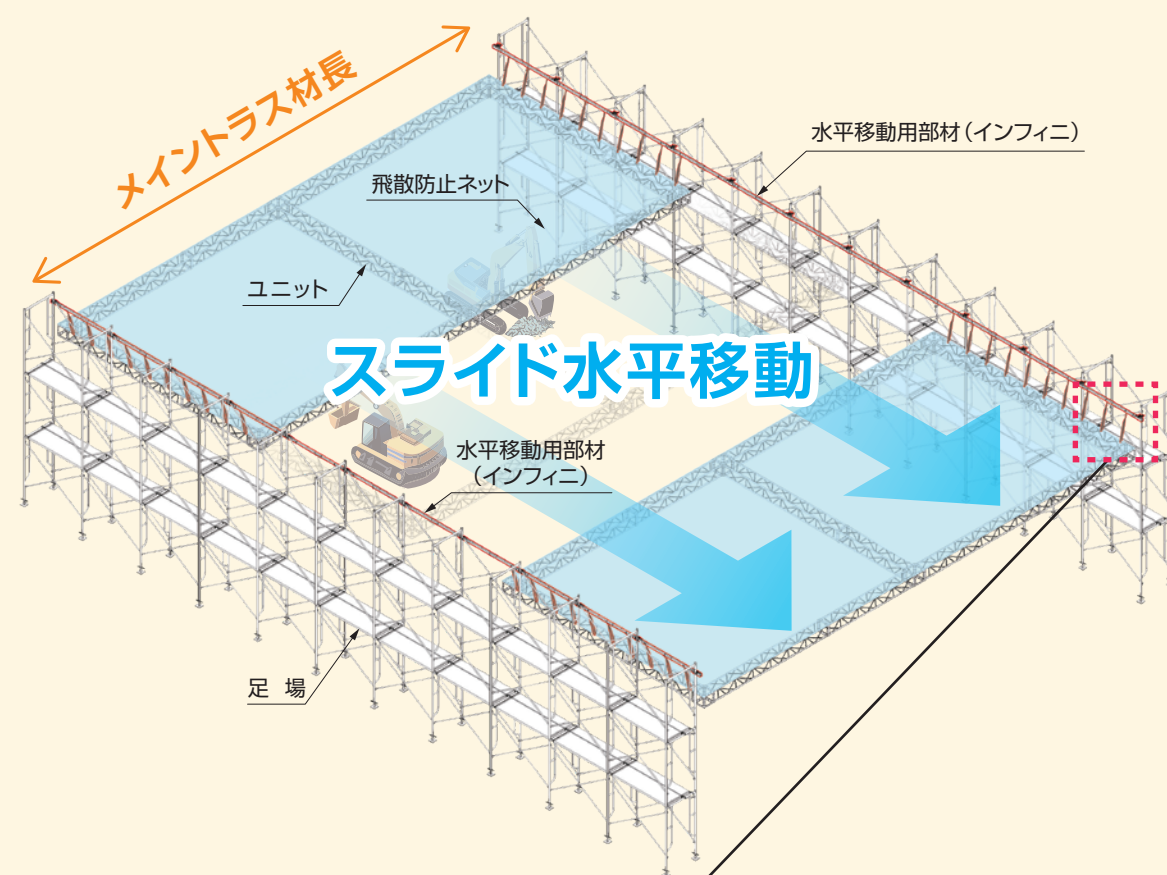 メイントラス材長
水平移動用部材（インフィニ）
飛散防止ネット
ユニット
スライド水平移動
水平移動用部材
（インフィニ）
足 場